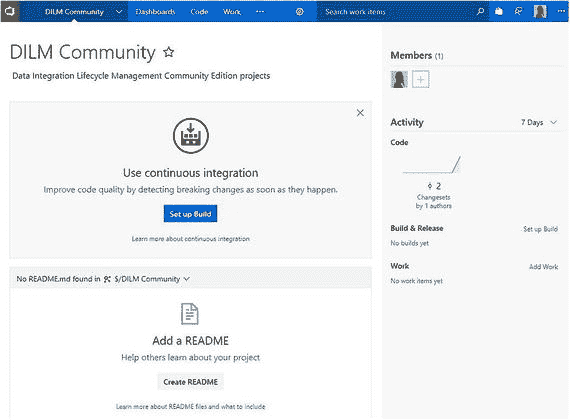 DILM Community Dashboards Code Work ··· Search work items ···
DILM Community
Data Integration Lifecycle Management Community Edition projects
Use continuous integration
Improve code quality by detecting breaking changes as soon as they happen.
Set up Build
Learn more about continuous integration
No README.md found in $/DILM Community
Add a README
Help others learn about your project
Create README
Learn more about README files and what to include
Members (1)
Activity 7 Days
Code
2
Changesets
by 1 authors
Build & Release Set up Build
No builds yet
Work Add Work
No work items yet